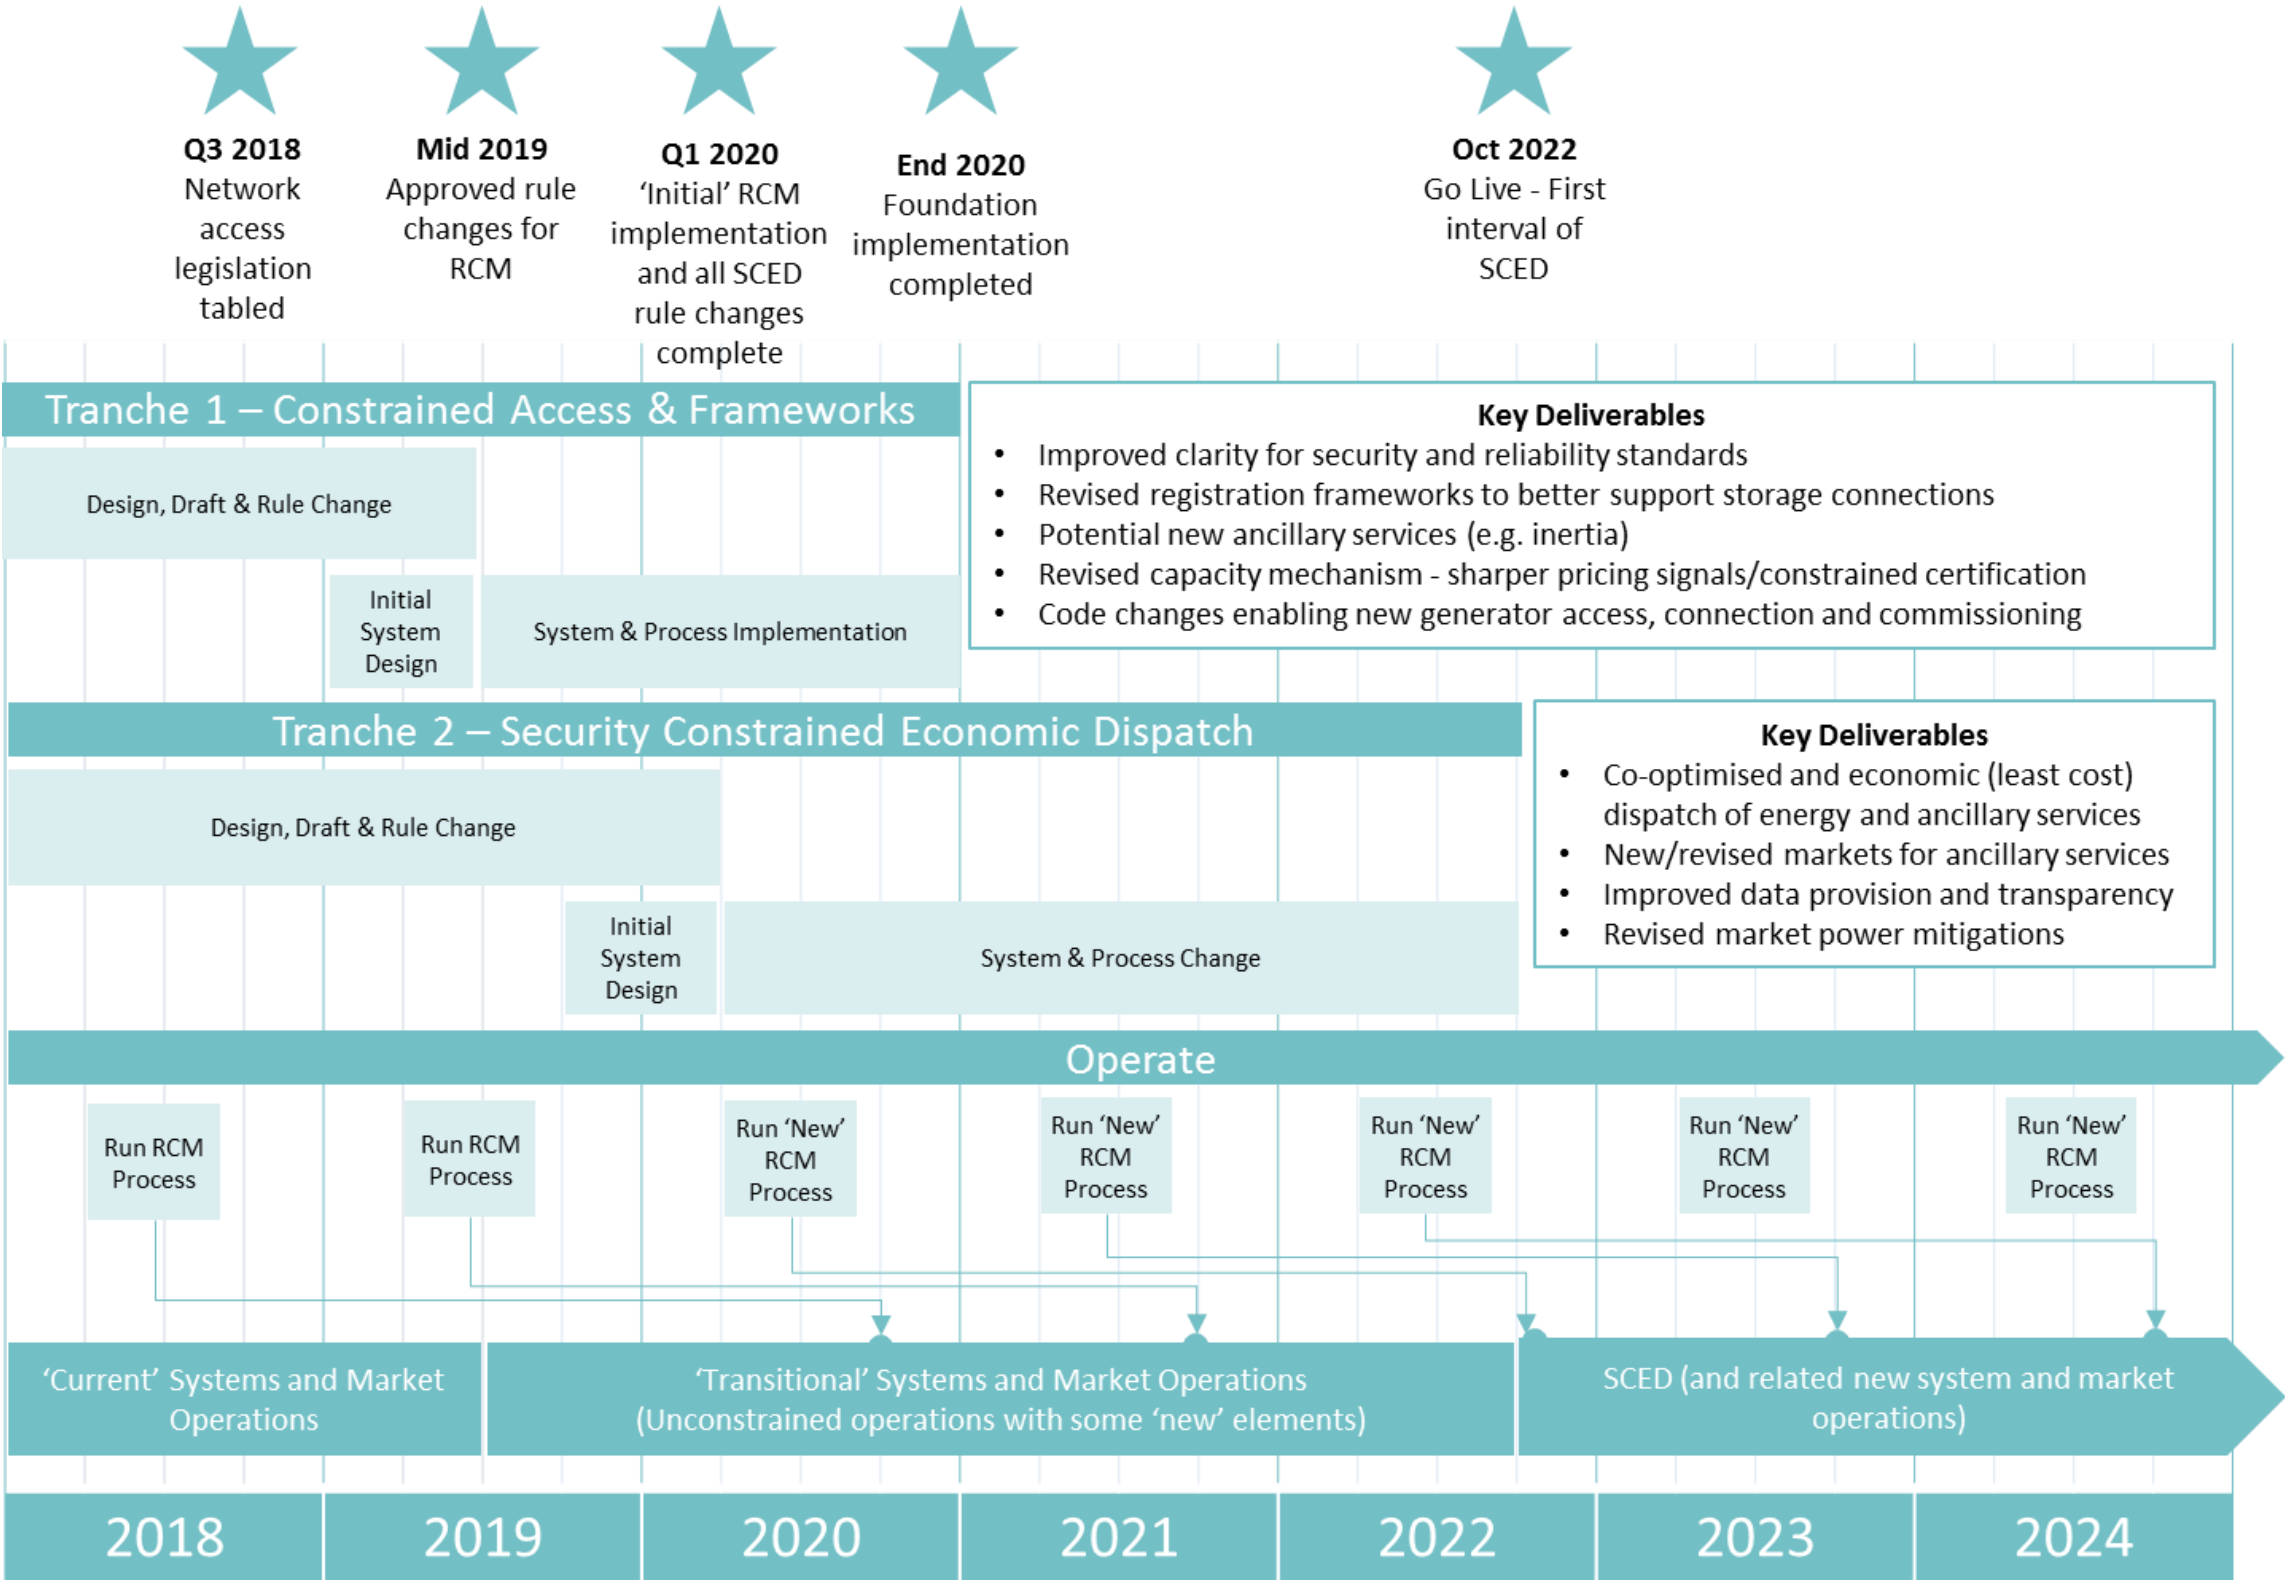 Q3 2018
Network
access
legislation
tabled
Mid 2019
Approved rule
changes for
RCM
Q1 2020
‘Initial’ RCM
implementation
and all SCED
rule changes
complete
End 2020
Foundation
implementation
completed
Oct 2022
Go Live - First
interval of
SCED
Tranche 1 – Constrained Access & Frameworks
Design, Draft & Rule Change
Initial
System
Design
System & Process Implementation
Key Deliverables
• Improved clarity for security and reliability standards
• Revised registration frameworks to better support storage connections
• Potential new ancillary services (e.g. inertia)
• Revised capacity mechanism - sharper pricing signals/constrained certification
• Code changes enabling new generator access, connection and commissioning
Tranche 2 – Security Constrained Economic Dispatch
Design, Draft & Rule Change
Initial
System
Design
System & Process Change
Key Deliverables
• Co-optimised and economic (least cost)
dispatch of energy and ancillary services
• New/revised markets for ancillary services
• Improved data provision and transparency
• Revised market power mitigations
Operate
Run RCM
Process
Run RCM
Process
Run ‘New’
RCM
Process
Run ‘New’
RCM
Process
Run ‘New’
RCM
Process
Run ‘New’
RCM
Process
Run ‘New’
RCM
Process
‘Current’ Systems and Market
Operations
‘Transitional’ Systems and Market Operations
(Unconstrained operations with some ‘new’ elements)
SCED (and related new system and market
operations)
2018
2019
2020
2021
2022
2023
2024